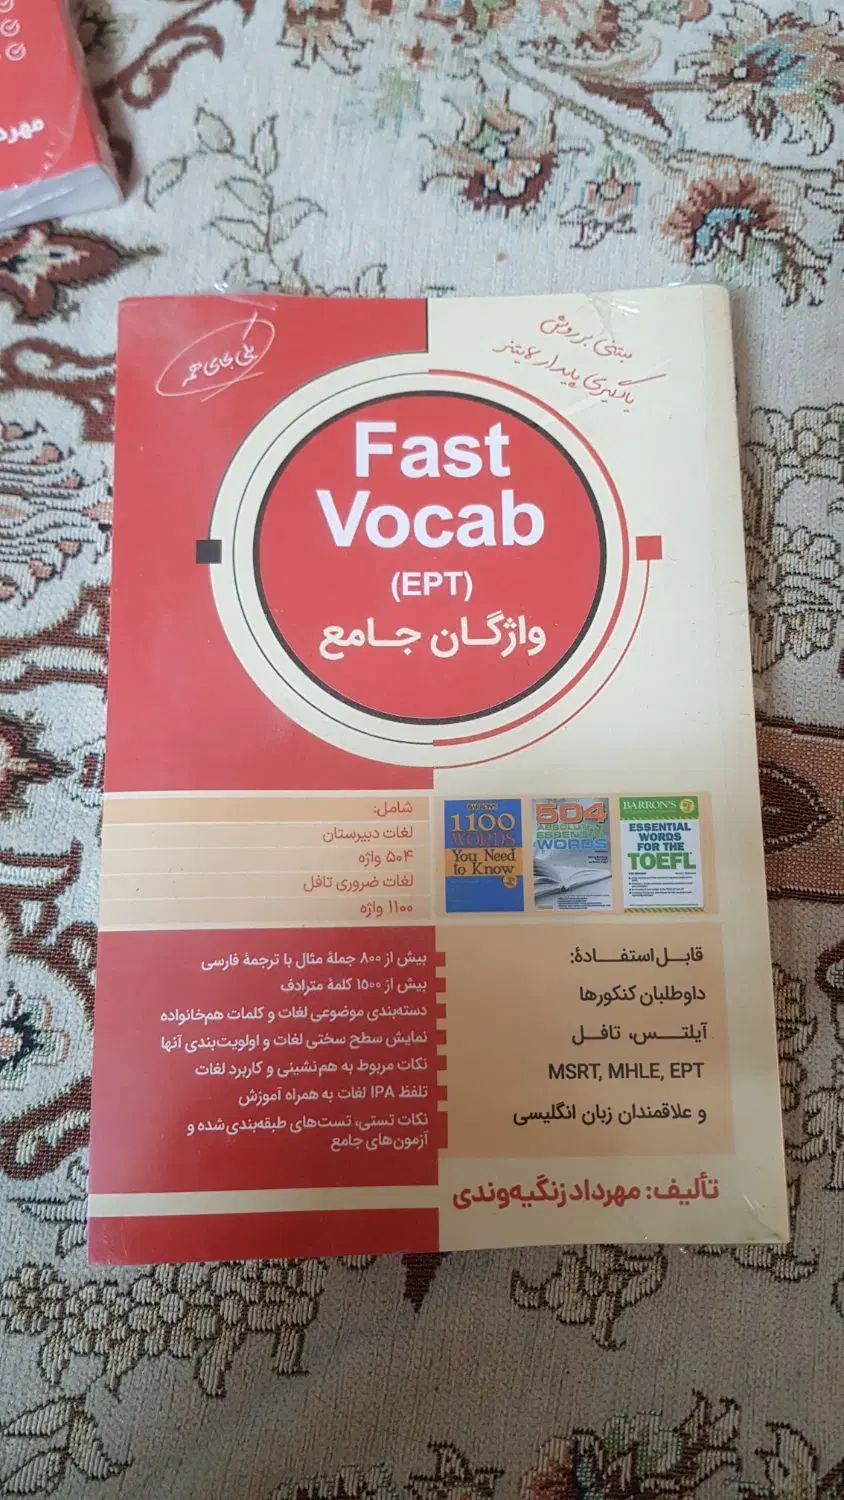 مهرد
یکی بجای همه
مبتنی بر روش
یادگیری پایدار لایتنر
Fast
Vocab
(EPT)
واژگان جامع
شامل:
لغات دبیرستان
۵۰۴ واژه
لغات ضروری تافل
۱۱۰۰ واژه
BARRON'S
1100
WORDS
You Need
to Know
504
ABSOLUTELY
ESSENTIAL
WORDS
BARRON'S
ESSENTIAL
WORDS
FOR THE
TOEFL
قابل استفادهٔ:
داوطلبان کنکورها
آیلتس، تافل
MSRT, MHLE, EPT
و علاقمندان زبان انگلیسی
بیش از ۸۰۰ جملهٔ مثال با ترجمهٔ فارسی
بیش از ۱۵۰۰ کلمهٔ مترادف
دسته‌بندی موضوعی لغات و کلمات هم‌خانواده
نمایش سطح سختی لغات و اولویت‌بندی آنها
نکات مربوط به هم‌نشینی و کاربرد لغات
تلفظ IPA لغات به همراه آموزش
نکات تستی، تست‌های طبقه‌بندی شده و
آزمون‌های جامع
تألیف: مهرداد زنگیه‌وندی